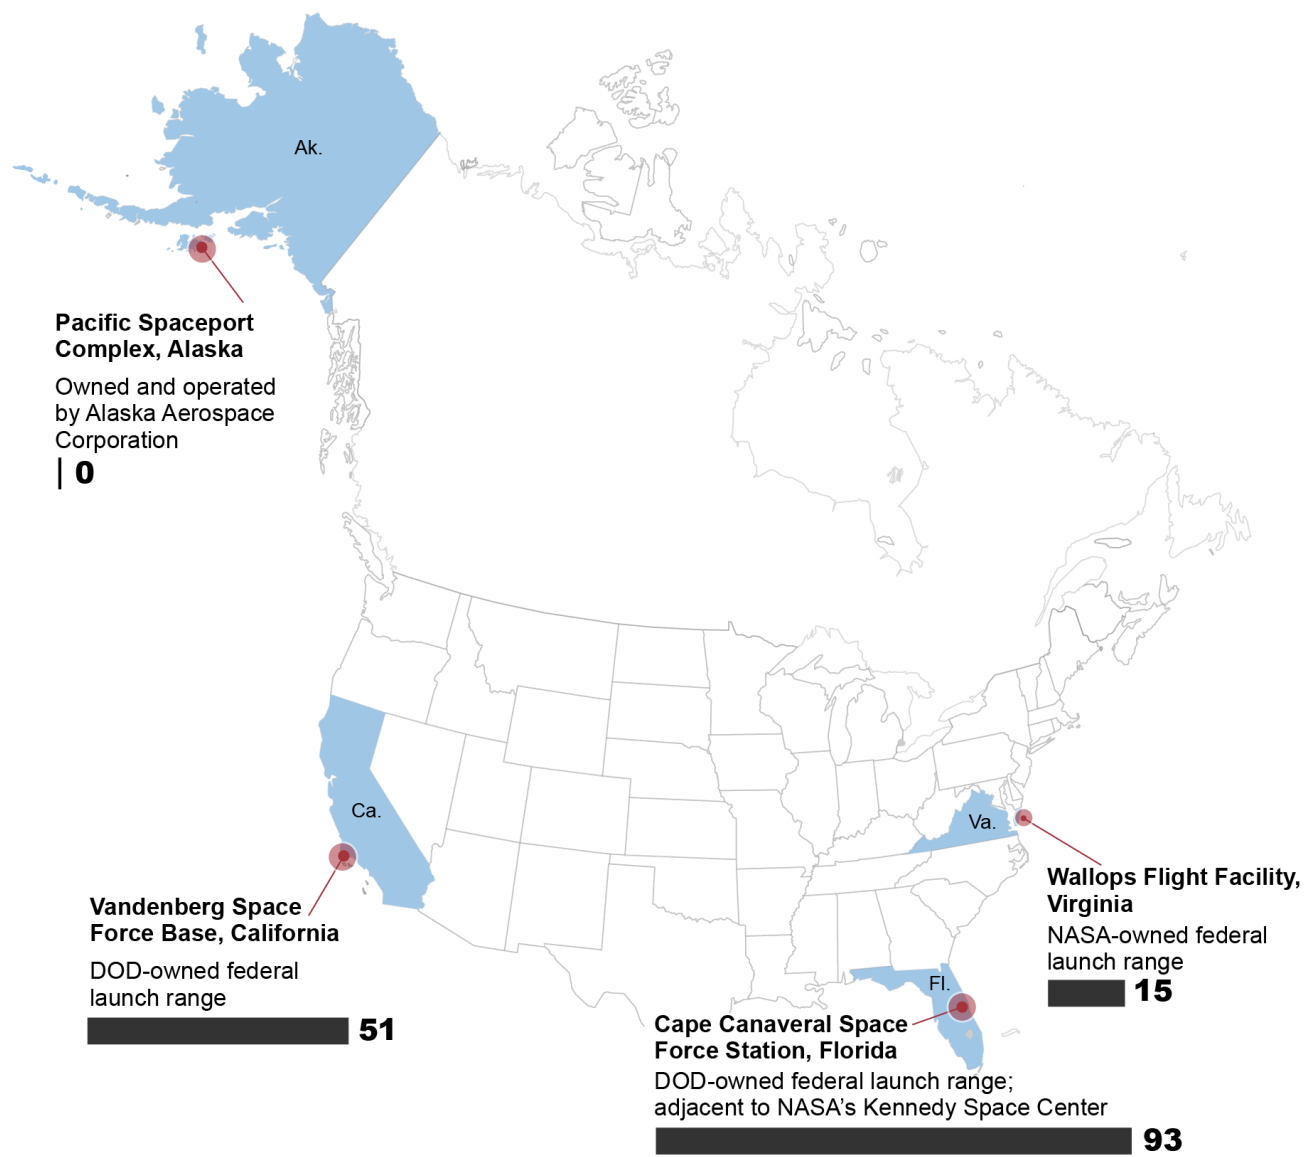 Ak.
Pacific Spaceport
Complex, Alaska
Owned and operated
by Alaska Aerospace
Corporation
0
Ca.
Vandenberg Space
Force Base, California
DOD-owned federal
launch range
51
Va.
Wallops Flight Facility,
Virginia
NASA-owned federal
launch range
15
Fl.
Cape Canaveral Space
Force Station, Florida
DOD-owned federal launch range;
adjacent to NASA’s Kennedy Space Center
93